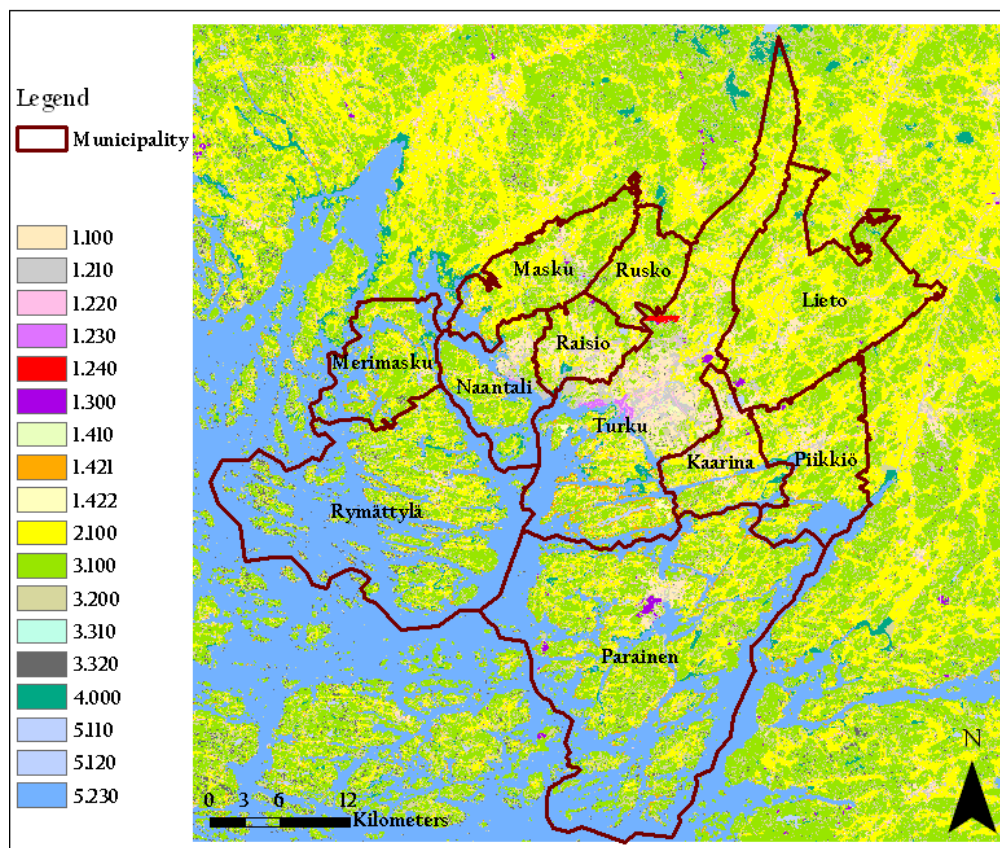 Legend
Municipality
1.100
1.210
1.220
1.230
1.240
1.300
1.410
1.421
1.422
2.100
3.100
3.200
3.310
3.320
4.000
5.110
5.120
5.230
Masku
Rusko
Lieto
Raisio
Merimasku
Naantali
Turku
Kaarina
Piikkiö
Rymättylä
Parainen
N
0 3 6 12
Kilometers